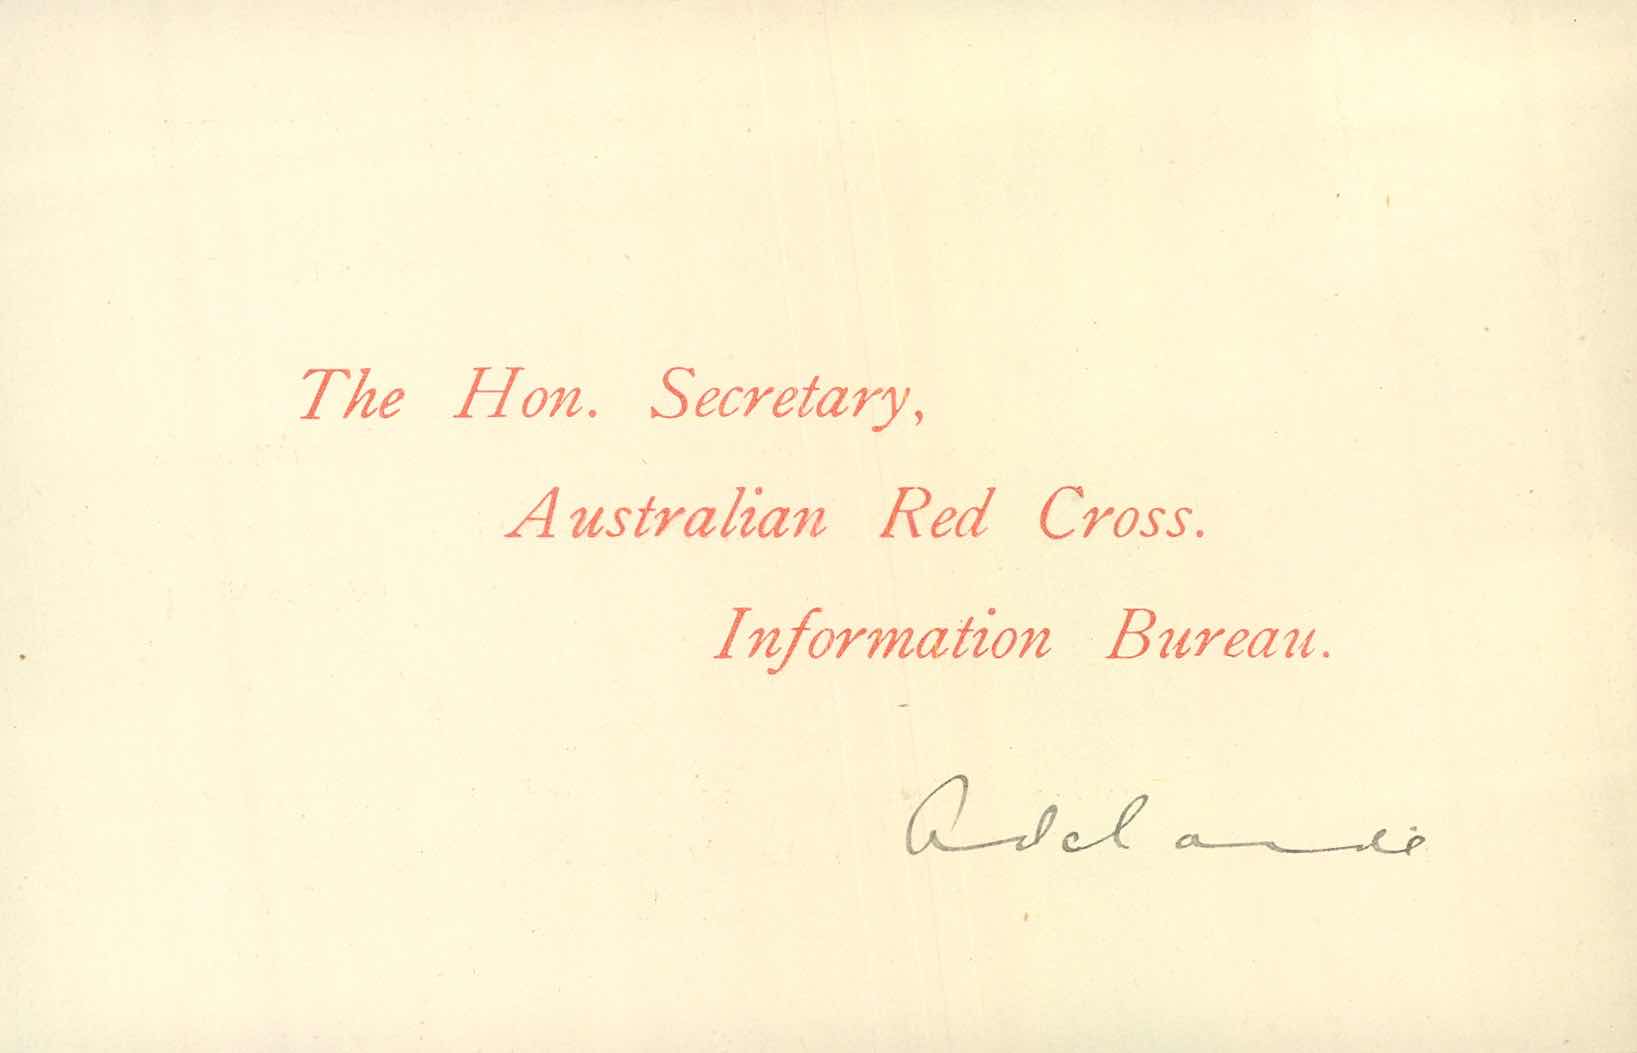 The Hon. Secretary,
Australian Red Cross.
Information Bureau.
Adelaide